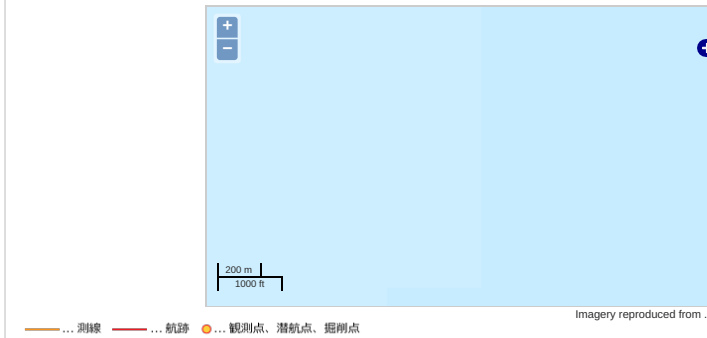 +
−
200 m
1000 ft
Imagery reproduced from .
... 測線 ... 航跡 ... 観測点、潜航点、掘削点